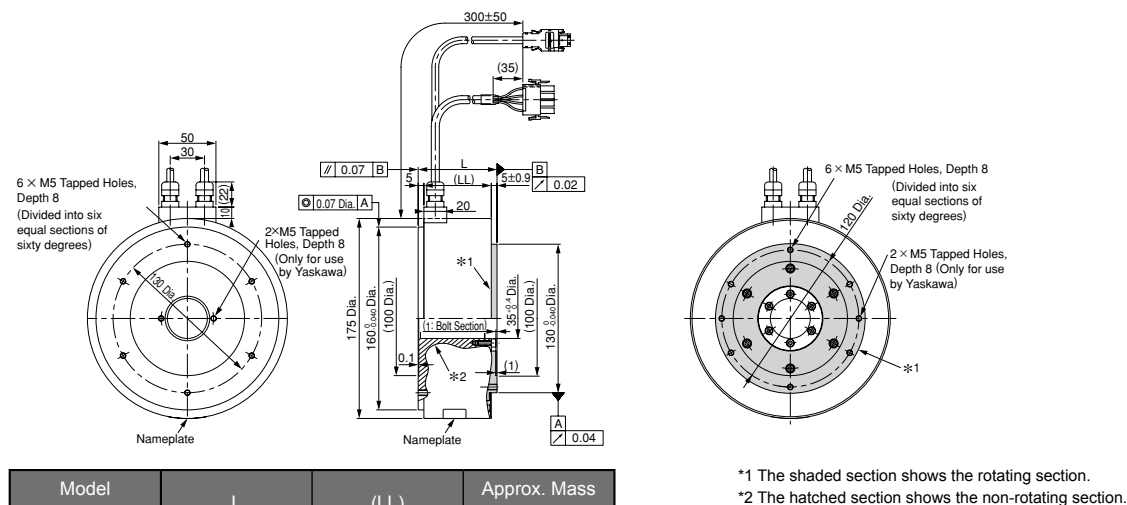 300±50
(35)
50
30
(22)
10
6 × M5 Tapped Holes,
Depth 8
(Divided into six
equal sections of
sixty degrees)
2×M5 Tapped
Holes, Depth 8
(Only for use
by Yaskawa)
130 Dia.
Nameplate
// 0.07 B
L
B
↗ 0.02
5
(LL)
5±0.9
◎ 0.07 Dia. A
20
*1
175 Dia.
160 0 -0.040 Dia.
(100 Dia.)
(1: Bolt Section)
35 +0.4 0 Dia.
(100 Dia.)
130 0 -0.040 Dia.
0.1
(1)
*2
Nameplate
A
↗ 0.04
6 × M5 Tapped Holes,
Depth 8
(Divided into six
equal sections of
sixty degrees)
120 Dia.
2 × M5 Tapped Holes,
Depth 8 (Only for use
by Yaskawa)
*1
Model L (LL) Approx. Mass
*1 The shaded section shows the rotating section.
*2 The hatched section shows the non-rotating section.